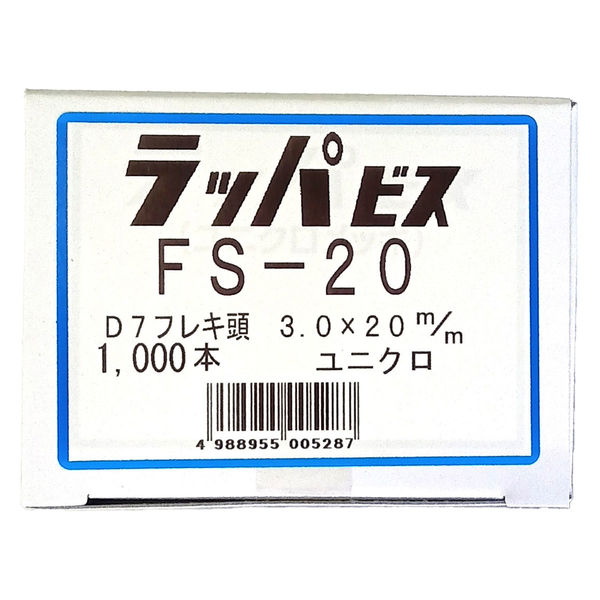 ラッパビス
FS-20
D7フレキ頭 3.0×20m/m
1,000本 ユニクロ
4 988955 005287